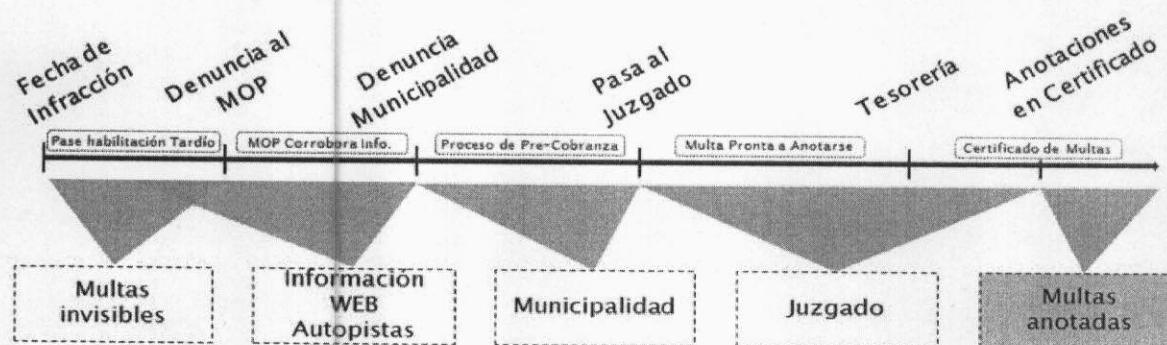 Fecha de
Infracción
Denuncia al
MOP
Denuncia
Municipalidad
Pasa al
Juzgado
Tesorería
Anotaciones
en Certificado
Pase habilitación Tardío
MOP Corrobora Info.
Proceso de Pre-Cobranza
Multa Pronta a Anotarse
Certificado de Multas
Multas
invisibles
Información
WEB
Autopistas
Municipalidad
Juzgado
Multas
anotadas